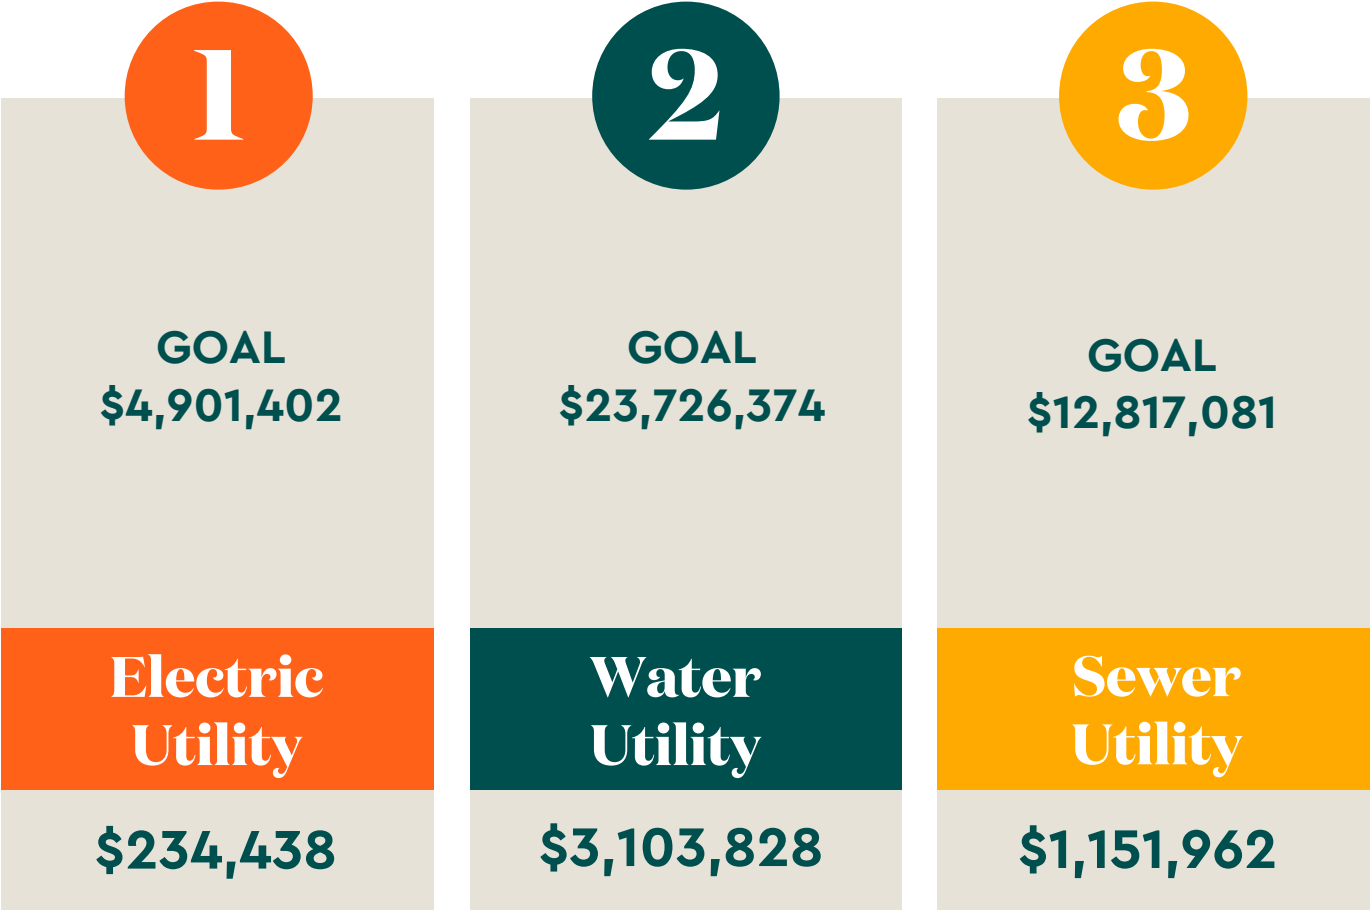 1
GOAL
$4,901,402
Electric
Utility
$234,438
2
GOAL
$23,726,374
Water
Utility
$3,103,828
3
GOAL
$12,817,081
Sewer
Utility
$1,151,962